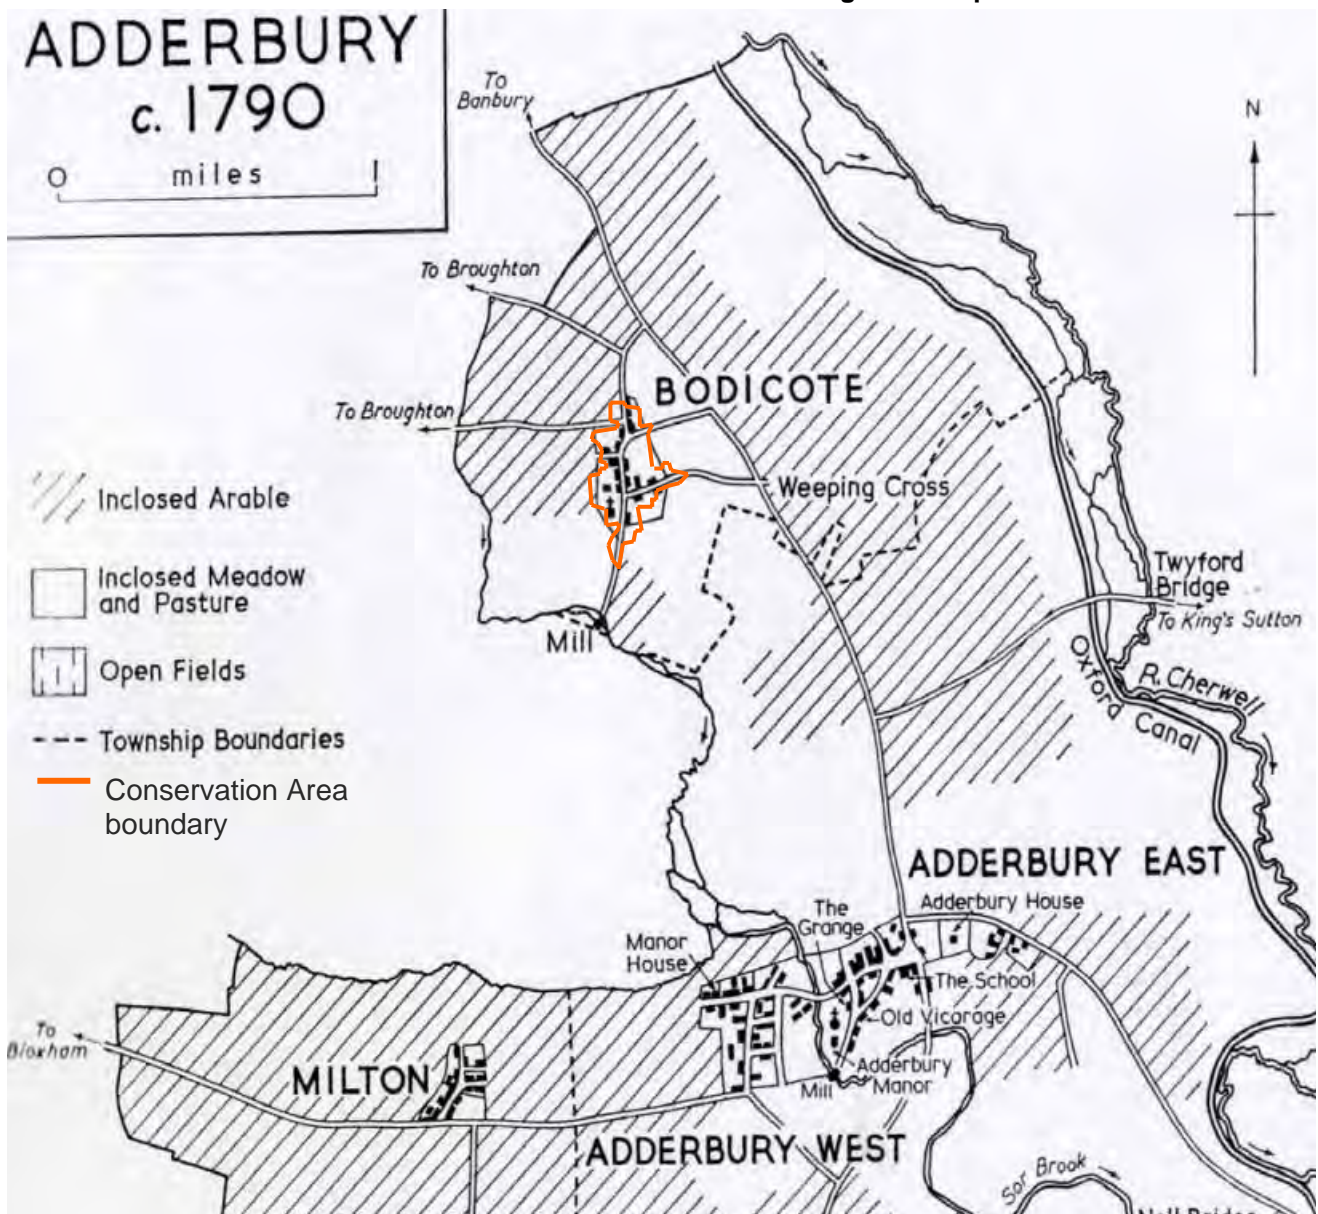 ADDERBURY
c. 1790
0 miles 1
To
Banbury
N
To Broughton
BODICOTE
To Broughton
Weeping Cross
Inclosed Arable
Inclosed Meadow
and Pasture
Open Fields
Township Boundaries
Conservation Area
boundary
Mill
Twyford
Bridge
To King's Sutton
Oxford Canal
R. Cherwell
ADDERBURY EAST
Adderbury House
The
Grange
Manor
House
The School
Old Vicarage
Adderbury
Manor
Mill
To
Bloxham
MILTON
ADDERBURY WEST
Sor Brook